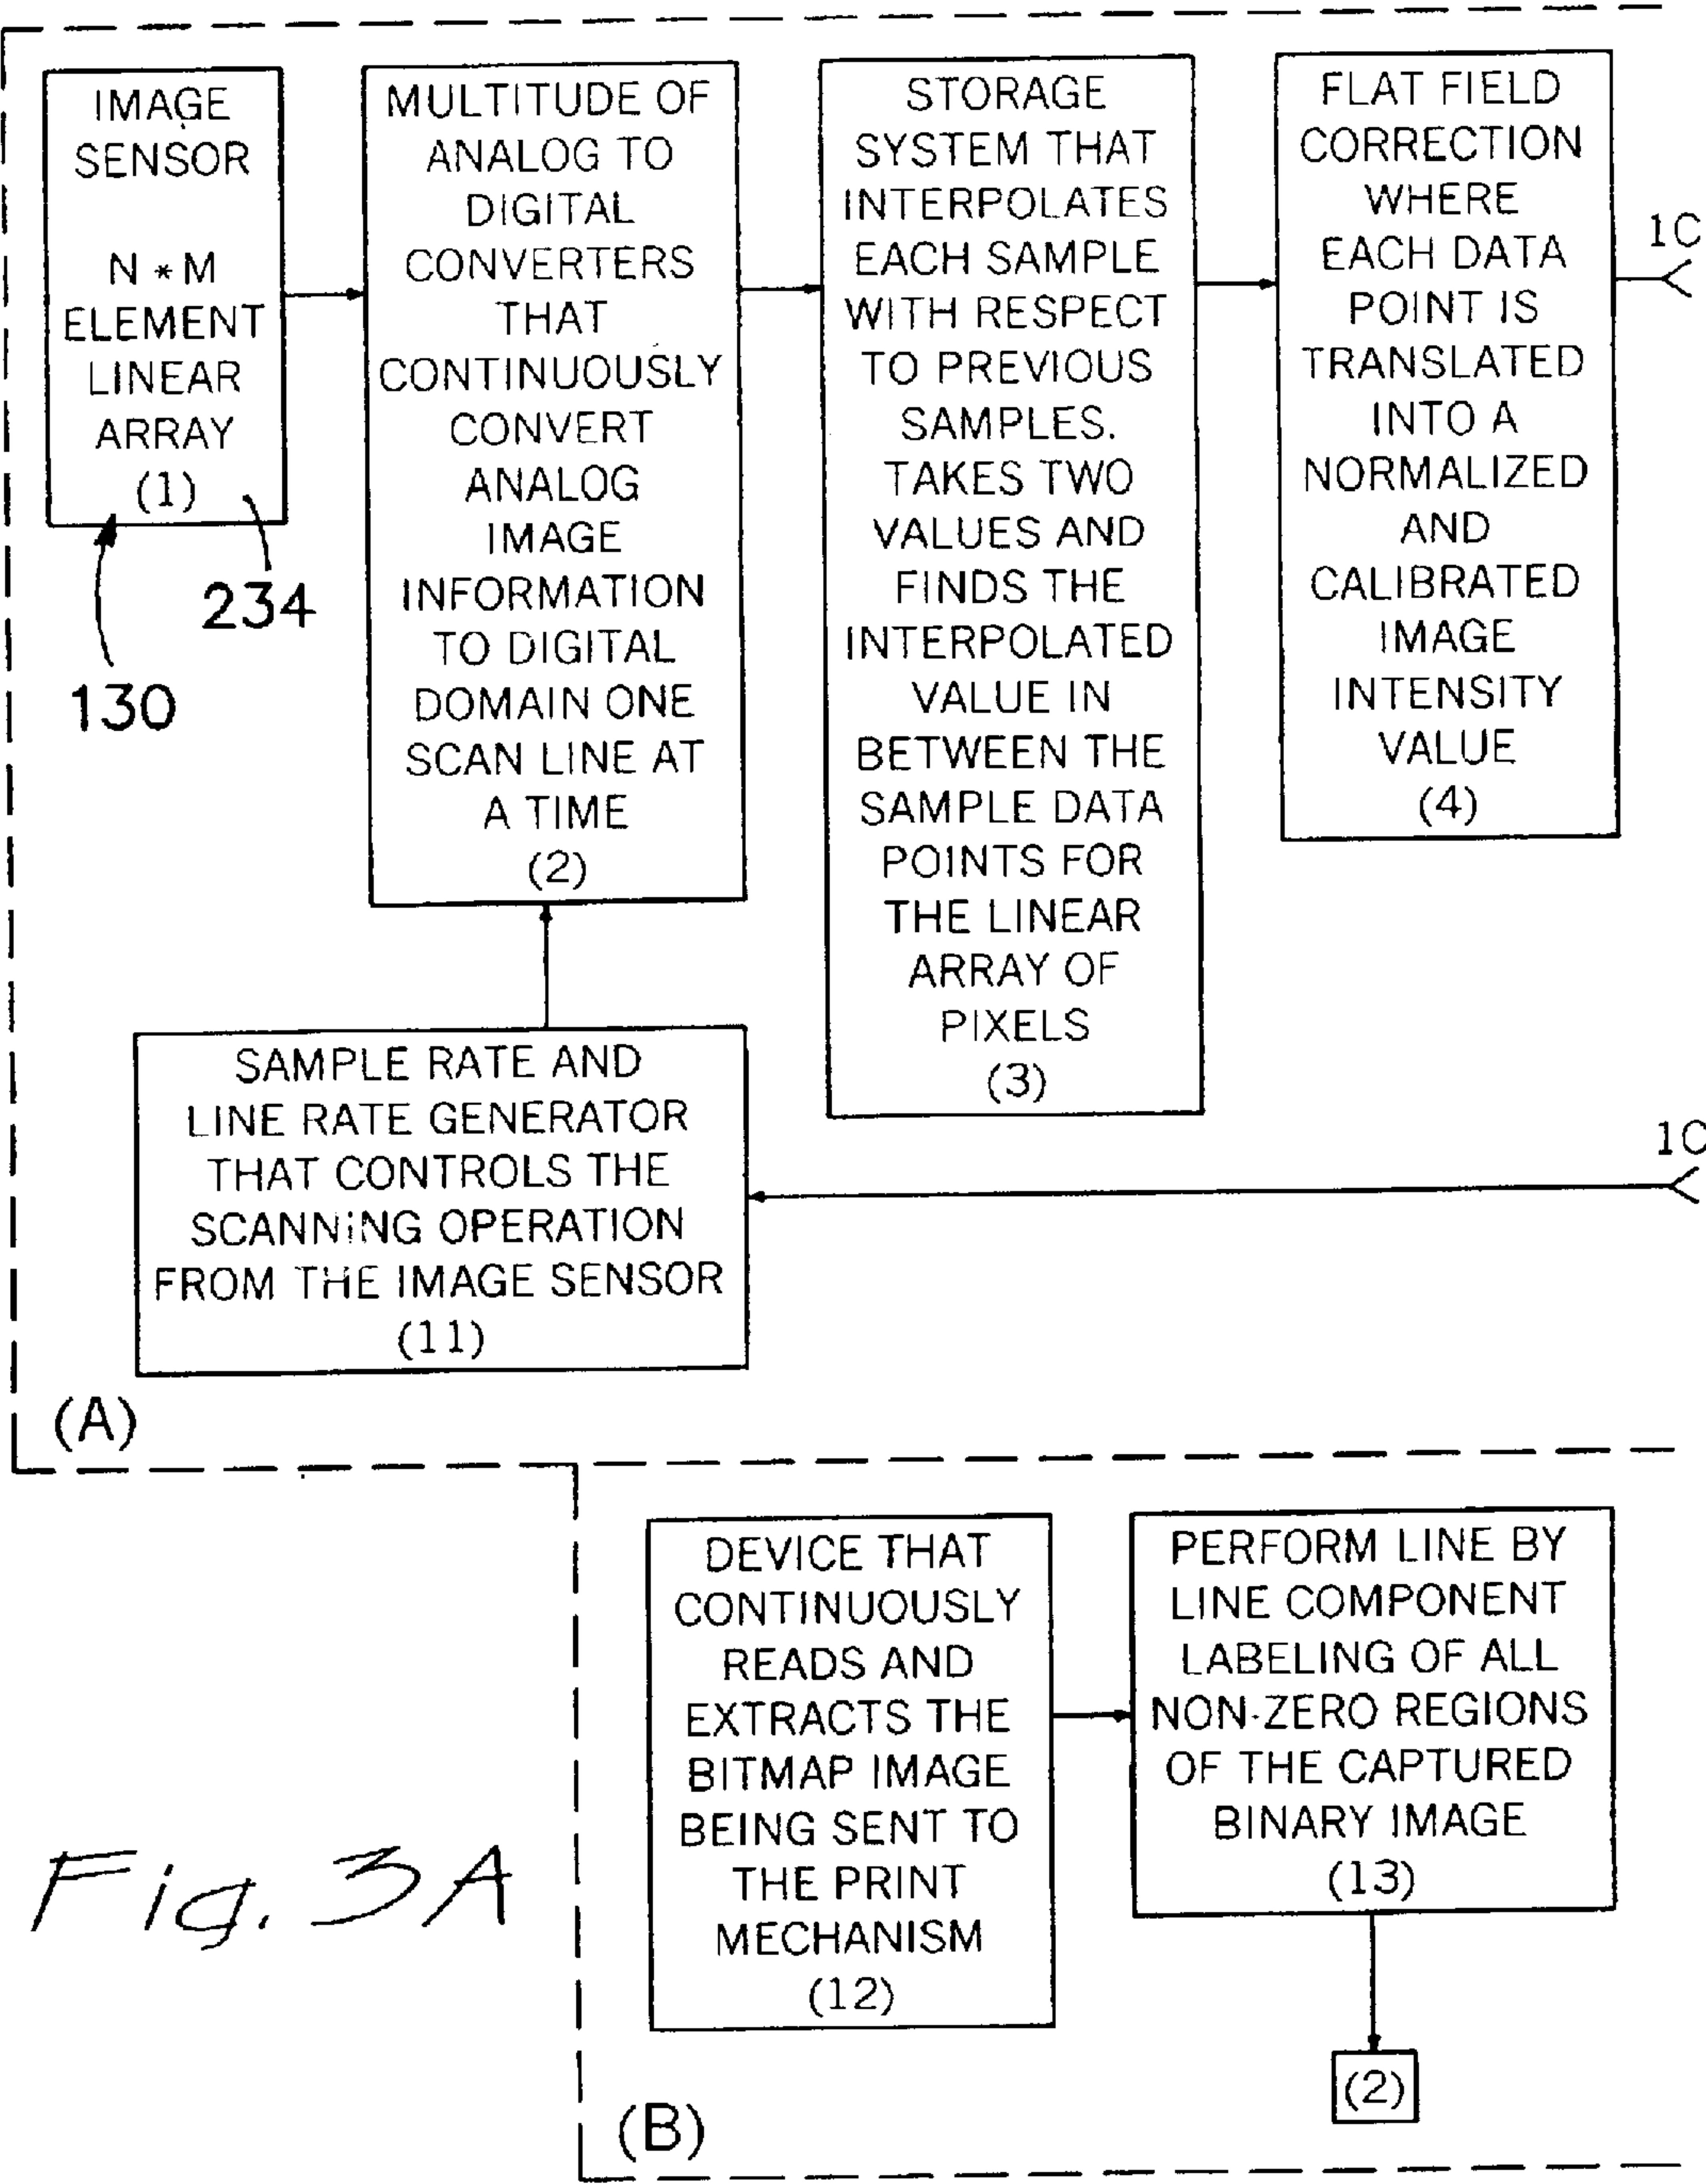 IMAGE
SENSOR
N * M
ELEMENT
LINEAR
ARRAY
(1)
234
130
MULTITUDE OF
ANALOG TO
DIGITAL
CONVERTERS
THAT
CONTINUOUSLY
CONVERT
ANALOG
IMAGE
INFORMATION
TO DIGITAL
DOMAIN ONE
SCAN LINE AT
A TIME
(2)
STORAGE
SYSTEM THAT
INTERPOLATES
EACH SAMPLE
WITH RESPECT
TO PREVIOUS
SAMPLES.
TAKES TWO
VALUES AND
FINDS THE
INTERPOLATED
VALUE IN
BETWEEN THE
SAMPLE DATA
POINTS FOR
THE LINEAR
ARRAY OF
PIXELS
(3)
FLAT FIELD
CORRECTION
WHERE
EACH DATA
POINT IS
TRANSLATED
INTO A
NORMALIZED
AND
CALIBRATED
IMAGE
INTENSITY
VALUE
(4)
1C
SAMPLE RATE AND
LINE RATE GENERATOR
THAT CONTROLS THE
SCANNING OPERATION
FROM THE IMAGE SENSOR
(11)
1C
(A)
DEVICE THAT
CONTINUOUSLY
READS AND
EXTRACTS THE
BITMAP IMAGE
BEING SENT TO
THE PRINT
MECHANISM
(12)
PERFORM LINE BY
LINE COMPONENT
LABELING OF ALL
NON-ZERO REGIONS
OF THE CAPTURED
BINARY IMAGE
(13)
(2)
(B)
Fig. 3A